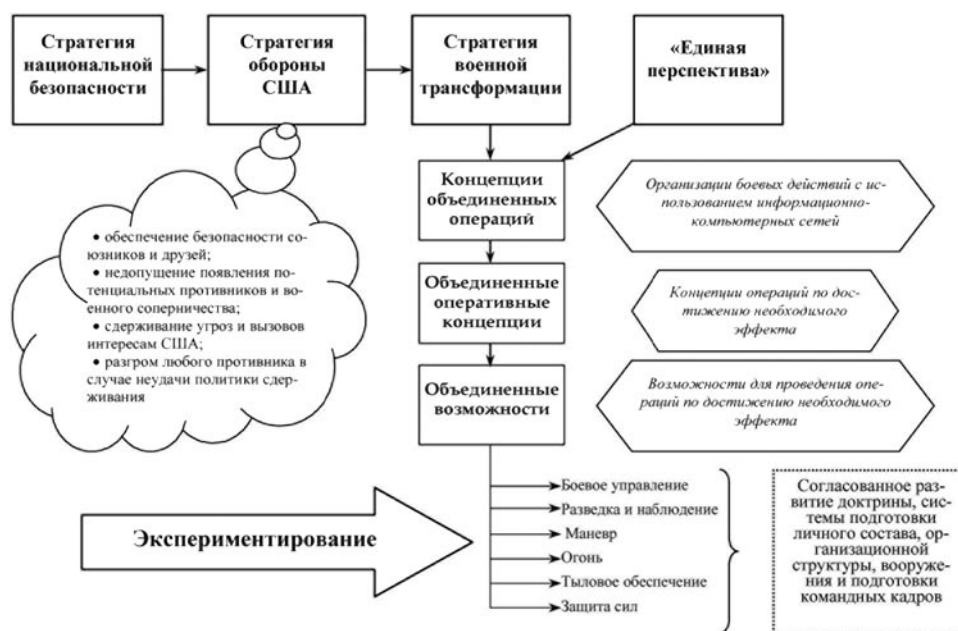 Стратегия
национальной
безопасности
Стратегия
обороны
США
Стратегия
военной
трансформации
«Единая
перспектива»
• обеспечение безопасности со-
юзников и друзей;
• недопущение появления по-
тенциальных противников и во-
енного соперничества;
• сдерживание угроз и вызовов
интересам США;
• разгром любого противника в
случае неудачи политики сдер-
живания
Концепции
объединенных
операций
Организации боевых действий с ис-
пользованием информационно-
компьютерных сетей
Объединенные
оперативные
концепции
Концепции операций по дос-
тижению необходимого
эффекта
Объединенные
возможности
Возможности для проведения опе-
раций по достижению необходимого
эффекта
Экспериментирование
Боевое управление
Разведка и наблюдение
Маневр
Огонь
Тыловое обеспечение
Защита сил
Согласованное раз-
витие доктрины, сис-
темы подготовки
личного состава, ор-
ганизационной
структуры, вооруже-
ния и подготовки
командных кадров